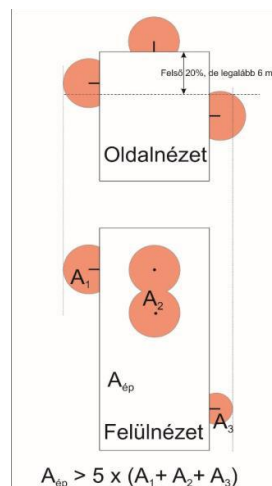 Felső 20%, de legalább 6 m
Oldalnézet
A1
A2
Aép
A3
Felülnézet
Aép > 5 x (A1+ A2 + A3)